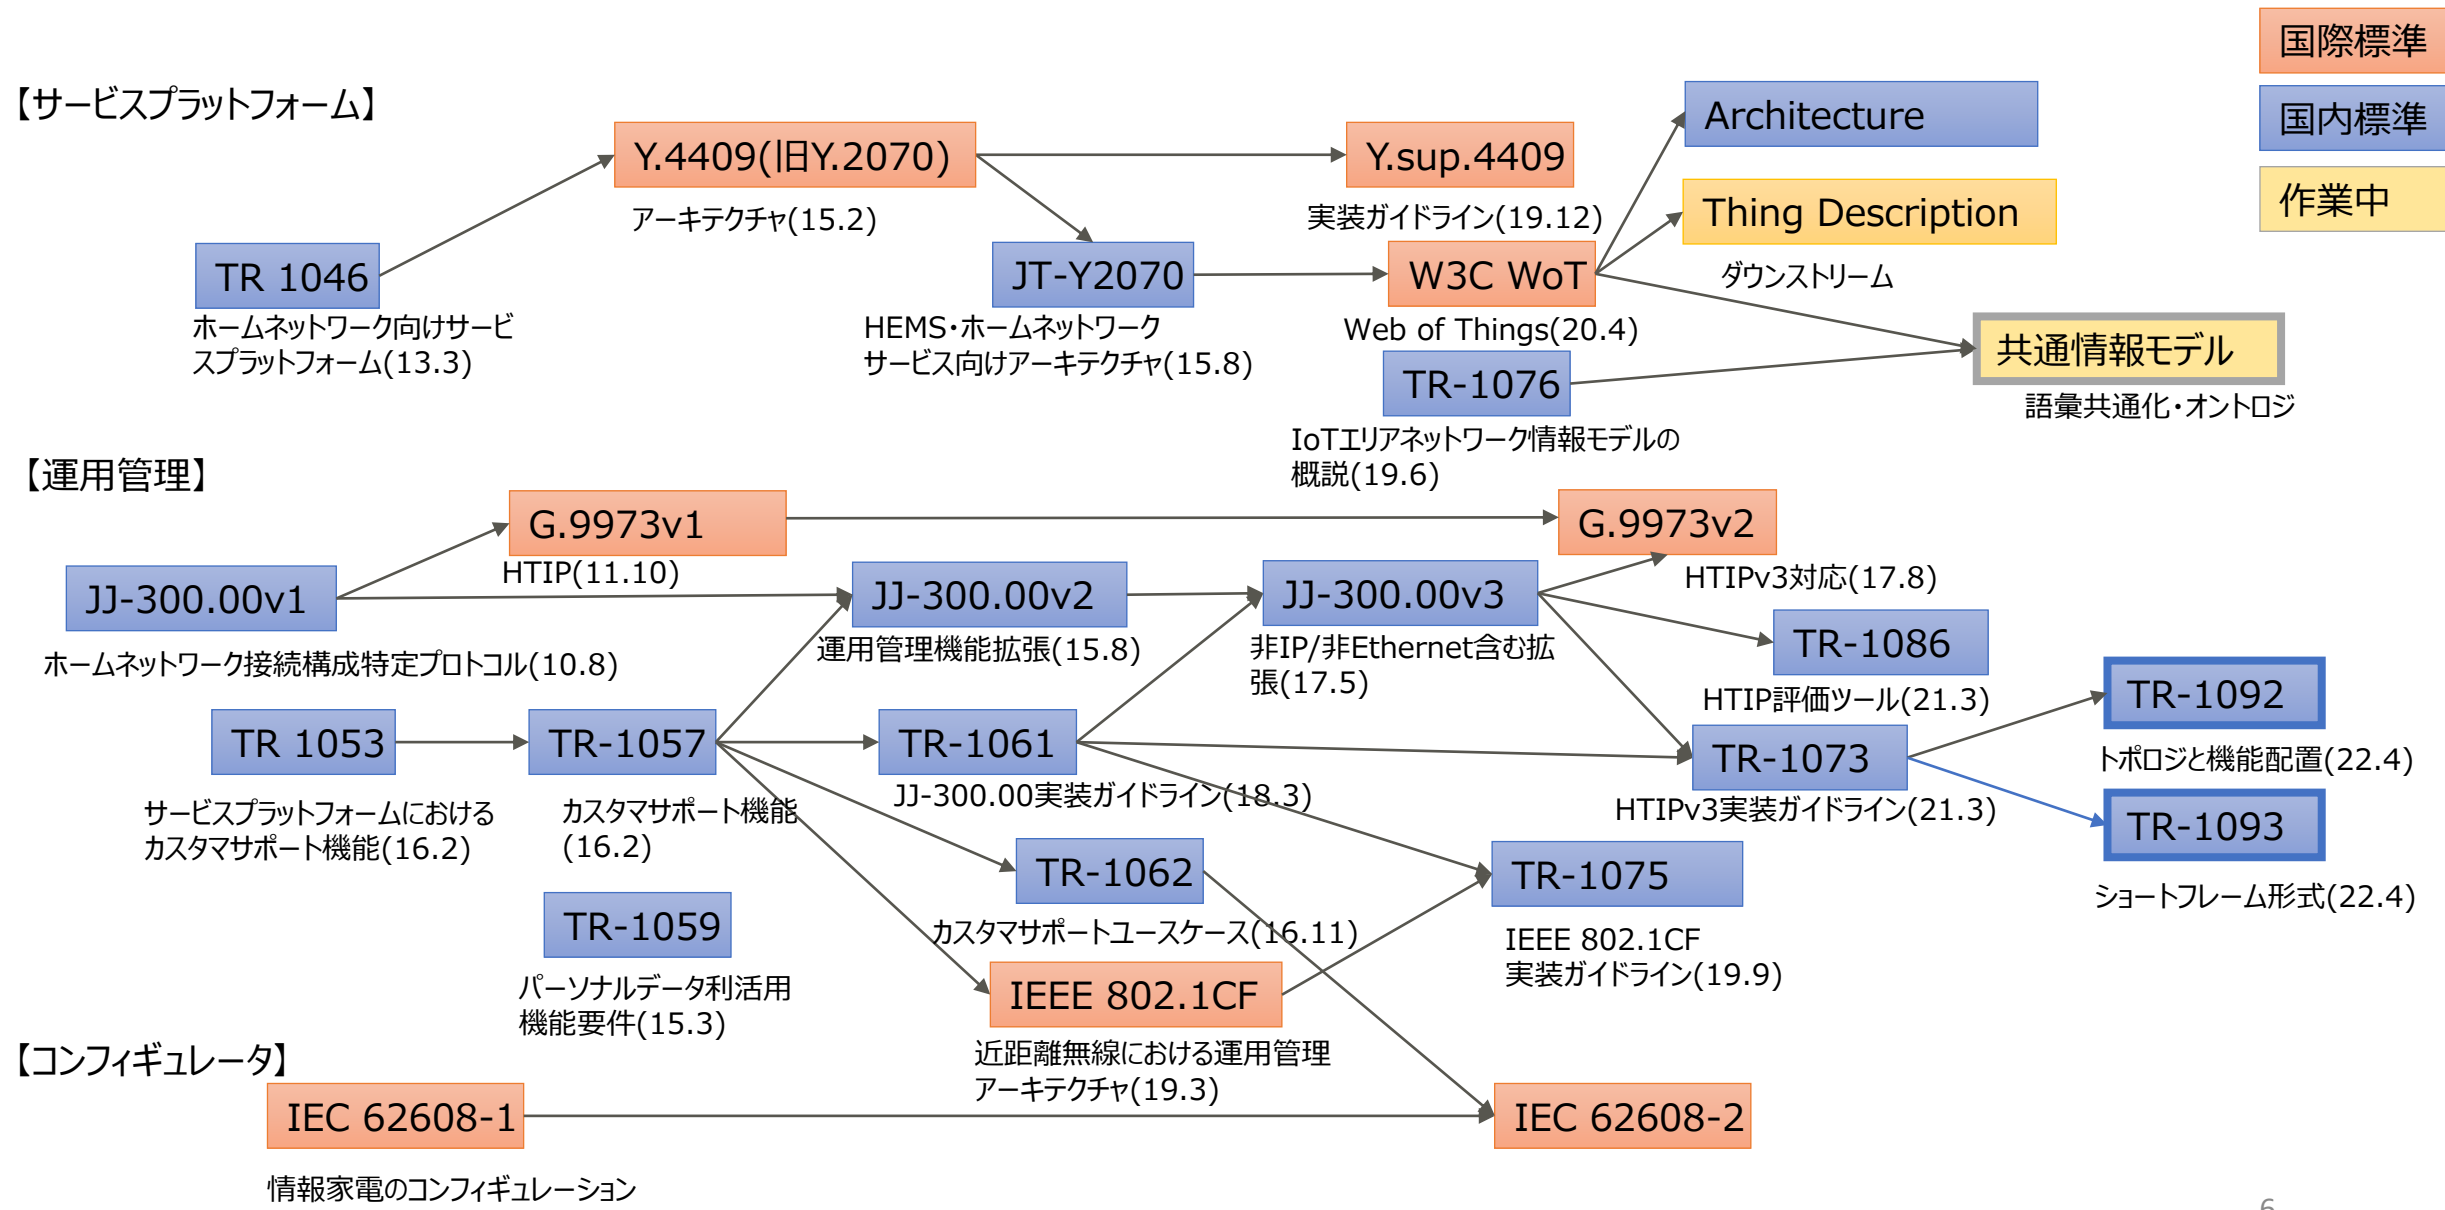 国際標準
国内標準
作業中
【サービスプラットフォーム】
Architecture
Y.4409(旧Y.2070)
アーキテクチャ(15.2)
Y.sup.4409
実装ガイドライン(19.12)
Thing Description
ダウンストリーム
TR 1046
ホームネットワーク向けサービ
スプラットフォーム(13.3)
JT-Y2070
HEMS・ホームネットワーク
サービス向けアーキテクチャ(15.8)
W3C WoT
Web of Things(20.4)
TR-1076
IoTエリアネットワーク情報モデルの
概説(19.6)
共通情報モデル
語彙共通化・オントロジ
【運用管理】
G.9973v1
HTIP(11.10)
G.9973v2
HTIPv3対応(17.8)
JJ-300.00v1
ホームネットワーク接続構成特定プロトコル(10.8)
JJ-300.00v2
運用管理機能拡張(15.8)
JJ-300.00v3
非IP/非Ethernet含む拡
張(17.5)
TR-1086
HTIP評価ツール(21.3)
TR 1053
サービスプラットフォームにおける
カスタマサポート機能(16.2)
TR-1057
カスタマサポート機能
(16.2)
TR-1061
JJ-300.00実装ガイドライン(18.3)
TR-1073
HTIPv3実装ガイドライン(21.3)
TR-1092
トポロジと機能配置(22.4)
TR-1093
ショートフレーム形式(22.4)
TR-1062
カスタマサポートユースケース(16.11)
TR-1075
IEEE 802.1CF
実装ガイドライン(19.9)
TR-1059
パーソナルデータ利活用
機能要件(15.3)
IEEE 802.1CF
近距離無線における運用管理
アーキテクチャ(19.3)
【コンフィギュレータ】
IEC 62608-1
情報家電のコンフィギュレーション
IEC 62608-2
6